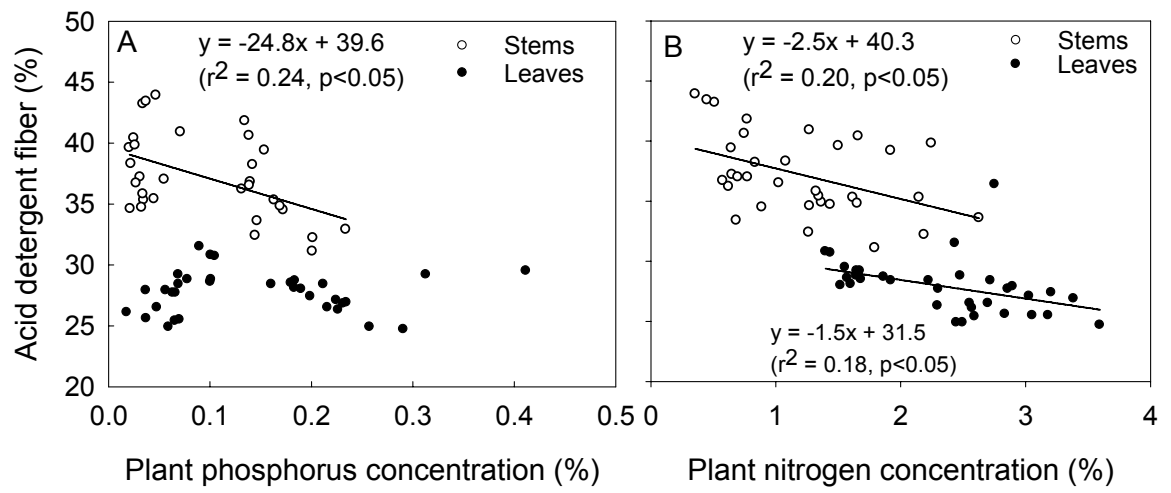 A
y = -24.8x + 39.6
(r² = 0.24, p<0.05)
Stems
Leaves
B
y = -2.5x + 40.3
(r² = 0.20, p<0.05)
Stems
Leaves
y = -1.5x + 31.5
(r² = 0.18, p<0.05)
Acid detergent fiber (%)
50
45
40
35
30
25
20
0.0 0.1 0.2 0.3 0.4 0.5
0 1 2 3 4
Plant phosphorus concentration (%)
Plant nitrogen concentration (%)